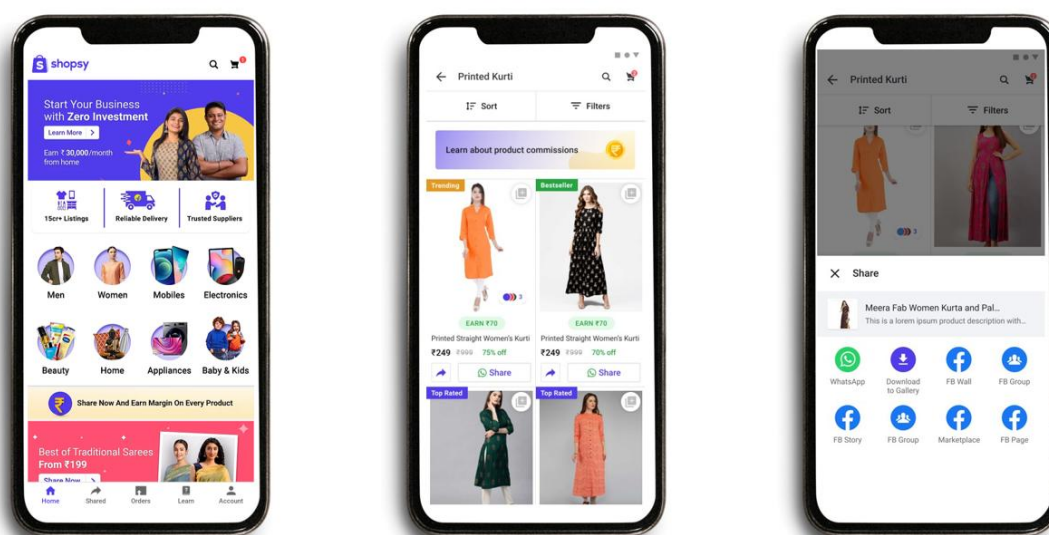 shopsy
Start Your Business
with Zero Investment
Learn More >
Earn ₹30,000/month
from home
15cr+ Listings
Reliable Delivery
Trusted Suppliers
Men
Women
Mobiles
Electronics
Beauty
Home
Appliances
Baby & Kids
Share Now And Earn Margin On Every Product
Best of Traditional Sarees
From ₹199
Share Now >
Home
Shared
Orders
Learn
Account
Printed Kurti
Sort
Filters
Learn about product commissions
Trending
Bestseller
3
EARN ₹70
EARN ₹70
Printed Straight Women's Kurti
Printed Straight Women's Kurti
₹249 ₹999 75% off
₹249 ₹999 70% off
Share
Share
Top Rated
Top Rated
Printed Kurti
Sort
Filters
3
Share
Meera Fab Women Kurta and Pal...
This is a lorem ipsum product description with...
WhatsApp
Download
to Gallery
FB Wall
FB Group
FB Story
FB Group
Marketplace
FB Page